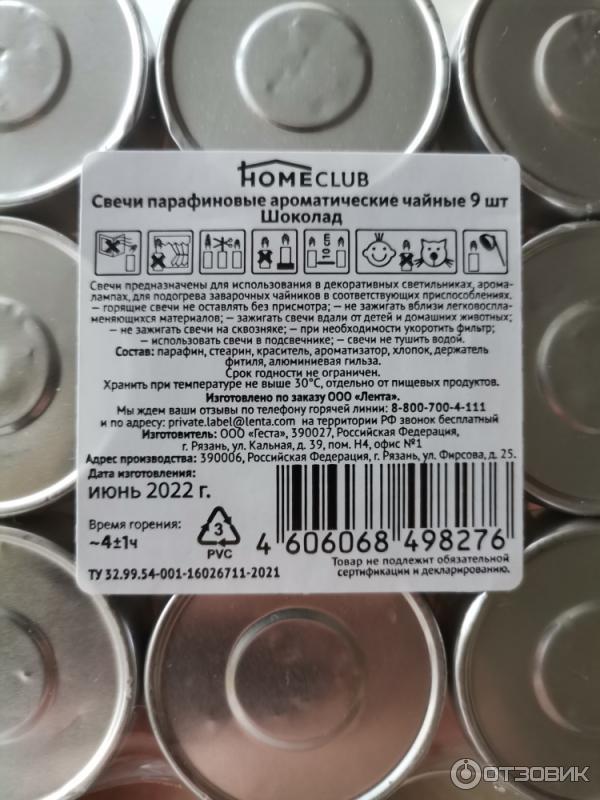 HOMECLUB
Свечи парафиновые ароматические чайные 9 шт
Шоколад
Свечи предназначены для использования в декоративных светильниках, арома-
лампах, для подогрева заварочных чайников в соответствующих приспособлениях.
— горящие свечи не оставлять без присмотра; — не зажигать вблизи легковоспла-
меняющихся материалов; — зажигать свечи вдали от детей и домашних животных;
— не зажигать свечи на сквозняке; — при необходимости укоротить фильтр;
— использовать свечи в подсвечнике; — свечи не тушить водой.
Состав: парафин, стеарин, краситель, ароматизатор, хлопок, держатель
фитиля, алюминиевая гильза.
Срок годности не ограничен.
Хранить при температуре не выше 30°С, отдельно от пищевых продуктов.
Изготовлено по заказу ООО «Лента».
Мы ждем ваши отзывы по телефону горячей линии: 8-800-700-4-111
и по адресу: private.label@lenta.com на территории РФ звонок бесплатный
Изготовитель: ООО «Геста», 390027, Российская Федерация,
г. Рязань, ул. Кальная, д. 39, пом. Н4, офис №1
Адрес производства: 390006, Российская Федерация, г. Рязань, ул. Фирсова, д. 25.
Дата изготовления:
июнь 2022 г.
Время горения:
~4±1ч
3
PVC
4 606068 498276
ТУ 32.99.54-001-16026711-2021
Товар не подлежит обязательной
сертификации и декларированию.
ОТЗОВИК